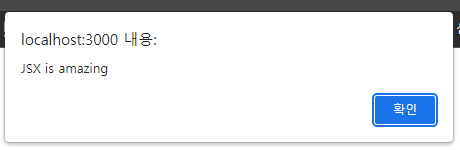 localhost:3000 내용:
JSX is amazing
확인